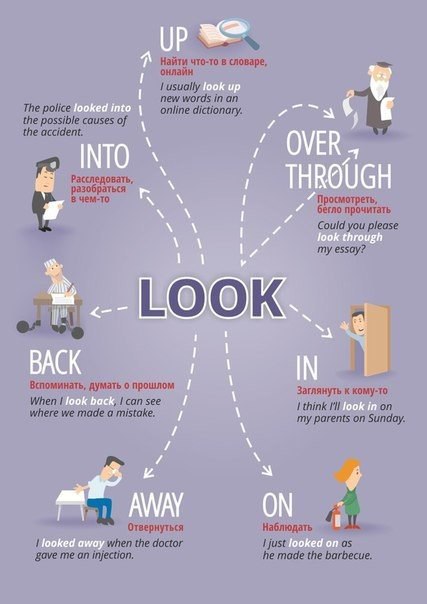 UP
Найти что-то в словаре,
онлайн
I usually look up
new words in an
online dictionary.
The police looked into
the possible causes of
the accident.
INTO
Расследовать,
разобраться
в чем-то
OVER
THROUGH
Просмотреть,
бегло прочитать
Could you please
look through
my essay?
LOOK
BACK
Вспоминать, думать о прошлом
When I look back, I can see
where we made a mistake.
IN
Заглянуть к кому-то
I think I'll look in on
my parents on Sunday.
AWAY
Отвернуться
I looked away when the doctor
gave me an injection.
ON
Наблюдать
I just looked on as
he made the barbecue.